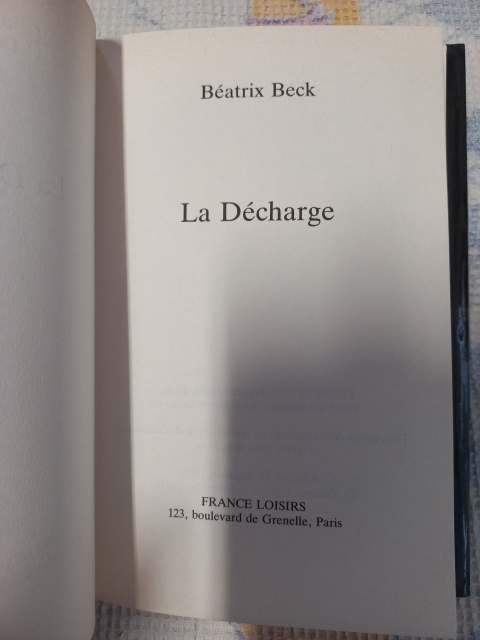 Béatrix Beck
La Décharge
FRANCE LOISIRS
123, boulevard de Grenelle, Paris